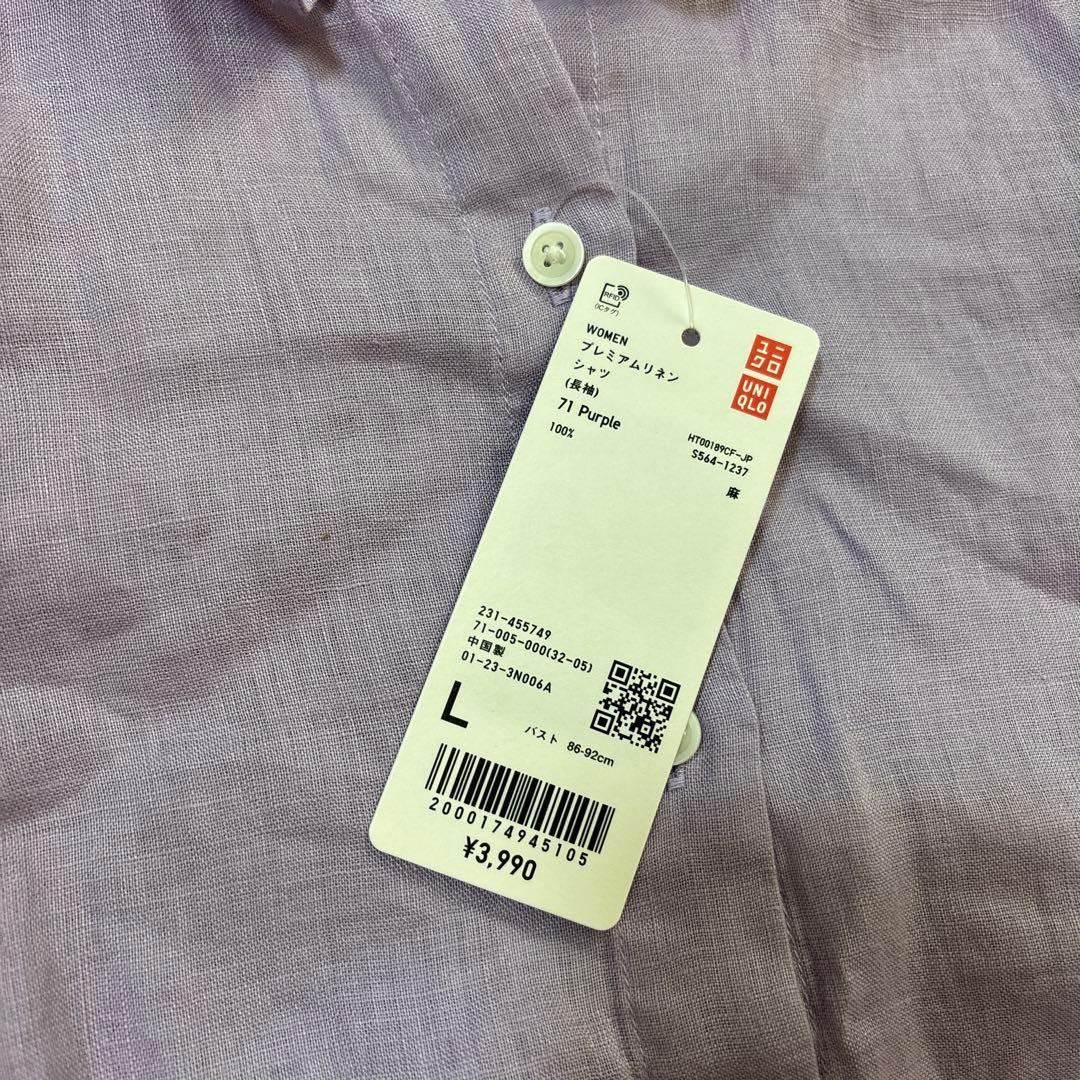 RFID
(ICタグ)
WOMEN
プレミアムリネン
シャツ
(長袖)
71 Purple
100%
ユニ
クロ
UNI
QLO
HT00189CF-JP
S564-1237
麻
231-455749
71-005-000(32-05)
中国製
01-23-3N006A
L
バスト 86-92cm
2000174945105
¥3,990